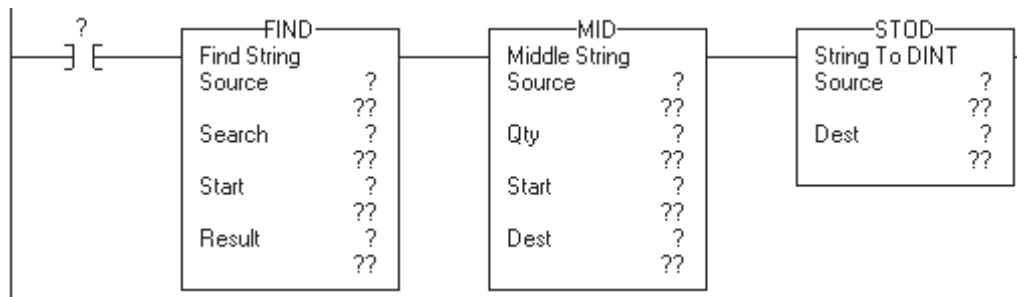 ?
FIND
Find String
Source ?
??
Search ?
??
Start ?
??
Result ?
??
MID
Middle String
Source ?
??
Qty ?
??
Start ?
??
Dest ?
??
STOD
String To DINT
Source ?
??
Dest ?
??